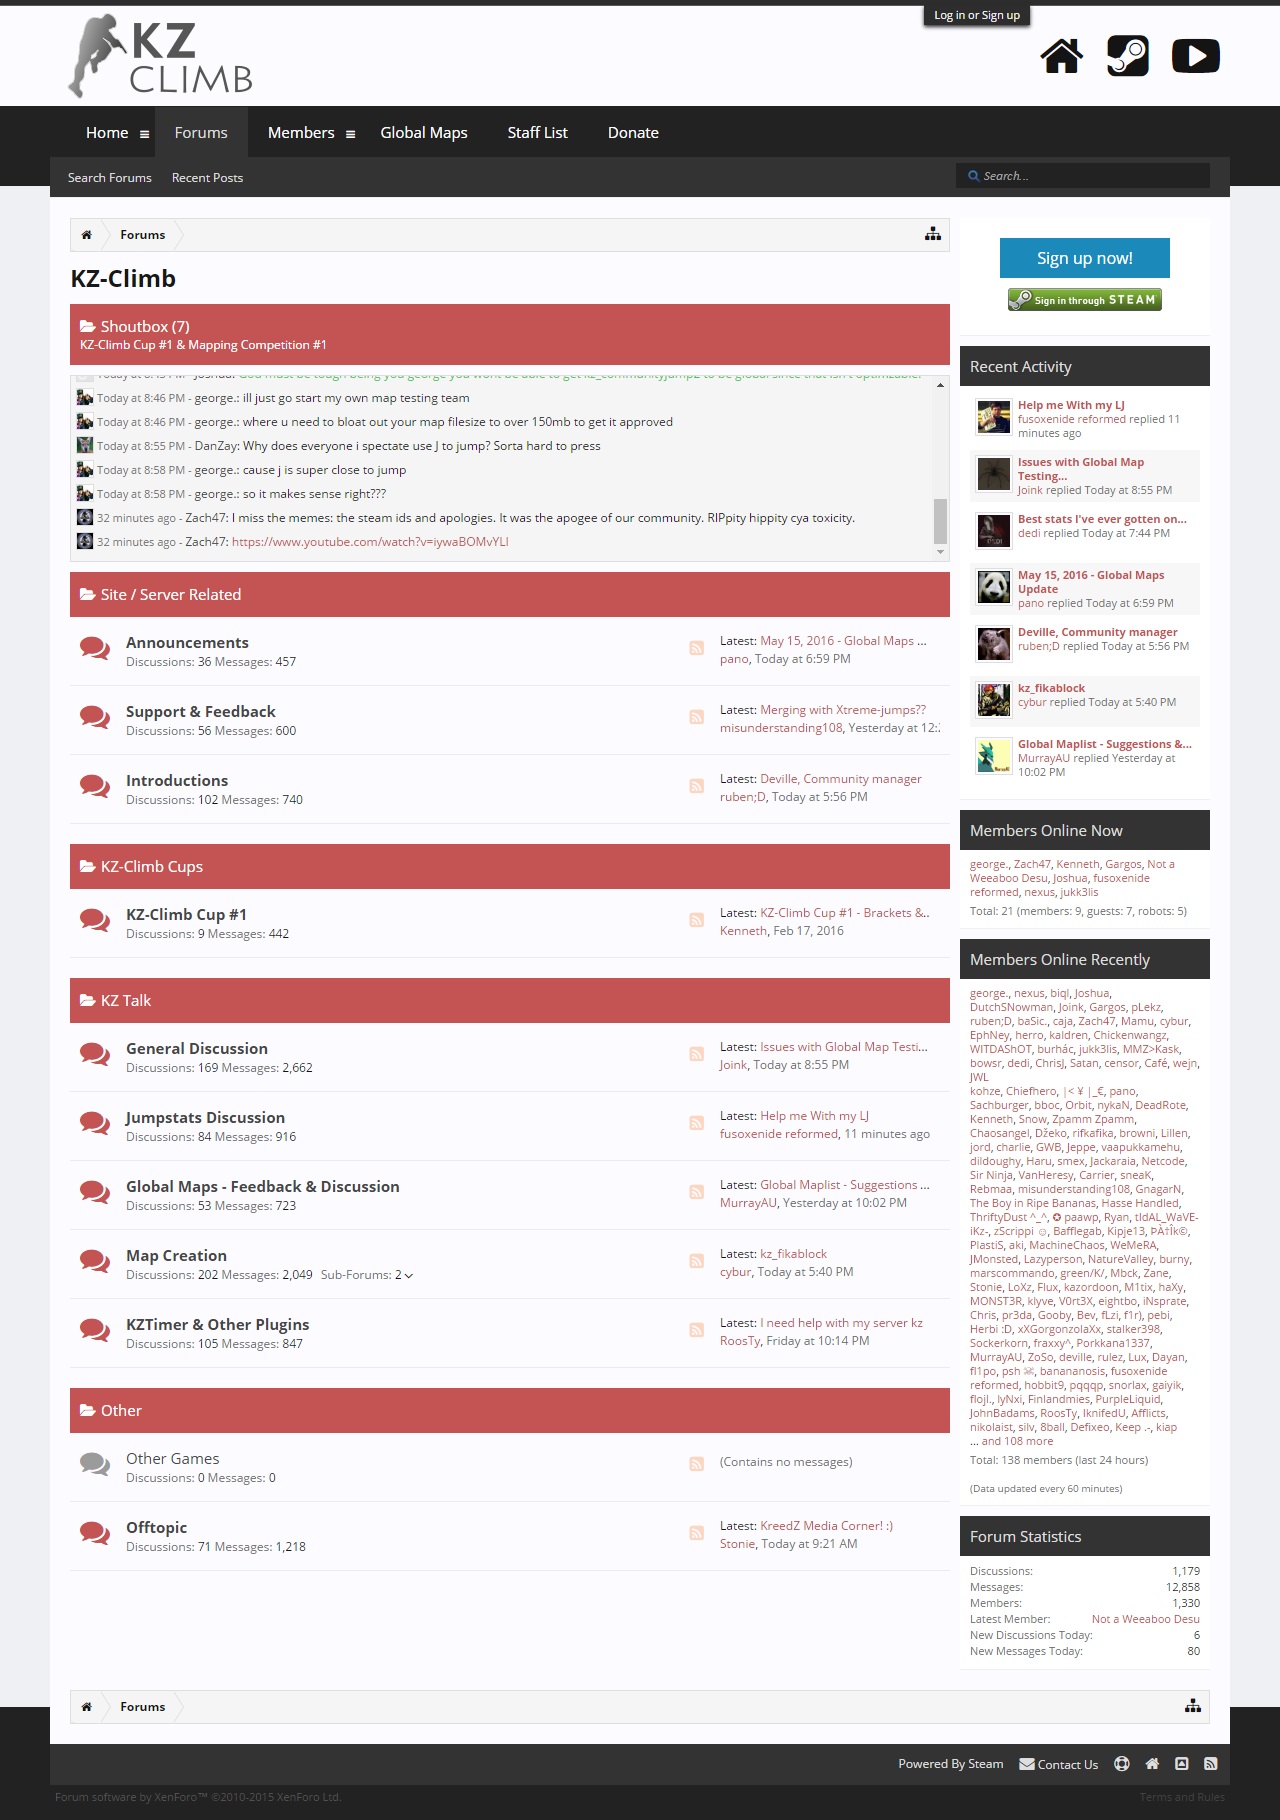 Log in or Sign up
KZ
CLIMB
Home
Forums
Members
Global Maps
Staff List
Donate
Search Forums
Recent Posts
Search...
Forums
KZ-Climb
Shoutbox (7)
KZ-Climb Cup #1 & Mapping Competition #1
Today at 8:46 PM - george.: ill just go start my own map testing team
Today at 8:46 PM - george.: where u need to bloat out your map filesize to over 150mb to get it approved
Today at 8:55 PM - DanZay: Why does everyone i spectate use J to jump? Sorta hard to press
Today at 8:58 PM - george.: cause j is super close to jump
Today at 8:58 PM - george.: so it makes sense right???
32 minutes ago - Zach47: I miss the memes: the steam ids and apologies. It was the apogee of our community. RIPpity hippity cya toxicity.
32 minutes ago - Zach47: https://www.youtube.com/watch?v=iywaBOMvYLI
Site / Server Related
Announcements
Discussions: 36 Messages: 457
Latest: May 15, 2016 - Global Maps ...
pano, Today at 6:59 PM
Support & Feedback
Discussions: 56 Messages: 600
Latest: Merging with Xtreme-jumps??
misunderstanding108, Yesterday at 12:
Introductions
Discussions: 102 Messages: 740
Latest: Deville, Community manager
ruben;D, Today at 5:56 PM
KZ-Climb Cups
KZ-Climb Cup #1
Discussions: 9 Messages: 442
Latest: KZ-Climb Cup #1 - Brackets &..
Kenneth, Feb 17, 2016
KZ Talk
General Discussion
Discussions: 169 Messages: 2,662
Latest: Issues with Global Map Testi...
Joink, Today at 8:55 PM
Jumpstats Discussion
Discussions: 84 Messages: 916
Latest: Help me With my LJ
fusoxenide reformed, 11 minutes ago
Global Maps - Feedback & Discussion
Discussions: 53 Messages: 723
Latest: Global Maplist - Suggestions ...
MurrayAU, Yesterday at 10:02 PM
Map Creation
Discussions: 202 Messages: 2,049 Sub-Forums: 2
Latest: kz_fikablock
cybur, Today at 5:40 PM
KZTimer & Other Plugins
Discussions: 105 Messages: 847
Latest: I need help with my server kz
RoosTy, Friday at 10:14 PM
Other
Other Games
Discussions: 0 Messages: 0
(Contains no messages)
Offtopic
Discussions: 71 Messages: 1,218
Latest: KreedZ Media Corner! :)
Stonie, Today at 9:21 AM
Sign up now!
Sign in through STEAM
Recent Activity
Help me With my LJ
fusoxenide reformed replied 11
minutes ago
Issues with Global Map
Testing...
Joink replied Today at 8:55 PM
Best stats I've ever gotten on...
dedi replied Today at 7:44 PM
May 15, 2016 - Global Maps
Update
pano replied Today at 6:59 PM
Deville, Community manager
ruben;D replied Today at 5:56 PM
kz_fikablock
cybur replied Today at 5:40 PM
Global Maplist - Suggestions &...
MurrayAU replied Yesterday at
10:02 PM
Members Online Now
george., Zach47, Kenneth, Gargos, Not a
Weeaboo Desu, Joshua, fusoxenide
reformed, nexus, jukk3lis
Total: 21 (members: 9, guests: 7, robots: 5)
Members Online Recently
george., nexus, biql, Joshua,
DutchSNowman, Joink, Gargos, pLekz,
ruben;D, baSic., caja, Zach47, Mamu, cybur,
EphNey, herro, kaldren, Chickenwangz,
WITDAShOT, burhác, jukk3lis, MMZ>Kask,
bowsr, dedi, ChrisJ, Satan, censor, Café, wejn,
JWL
kohze, Chiefhero, |< ¥ |_€, pano,
Sachburger, bboc, Orbit, nykaN, DeadRote,
Kenneth, Snow, Zpamm Zpamm,
Chaosangel, Džeko, rifkafika, browni, Lillen,
jord, charlie, GWB, Jeppe, vaapukkamehu,
dildoughy, Haru, smex, Jackaraia, Netcode,
Sir Ninja, VanHeresy, Carrier, sneaK,
Rebmaa, misunderstanding108, GnagarN,
The Boy in Ripe Bananas, Hasse Handled,
ThriftyDust ^_^, ✪ paawp, Ryan, tIdAL_WaVE-
iKz-, zScrippi ☺, Bafflegab, Kipje13, ÞÀ†Îk©,
PlastiS, aki, MachineChaos, WeMeRA,
JMonsted, Lazyperson, NatureValley, burny,
marscommando, green/K/, Mbck, Zane,
Stonie, LoXz, Flux, kazordoon, M1tix, haXy,
MONST3R, klyve, V0rt3X, eightbo, iNsprate,
Chris, pr3da, Gooby, Bev, fLzi, f1r), pebi,
Herbi :D, xXGorgonzolaXx, stalker398,
Sockerkorn, fraxxy^, Porkkana1337,
MurrayAU, ZoSo, deville, rulez, Lux, Dayan,
fl1po, psh, banananosis, fusoxenide
reformed, hobbit9, pqqqp, snorlax, gaiyik,
flojl., lyNxi, Finlandmies, PurpleLiquid,
JohnBadams, RoosTy, IknifedU, Afflicts,
nikolaist, silv, 8ball, Defixeo, Keep .-, kiap
... and 108 more
Total: 138 members (last 24 hours)
(Data updated every 60 minutes)
Forum Statistics
Discussions: 1,179
Messages: 12,858
Members: 1,330
Latest Member: Not a Weeaboo Desu
New Discussions Today: 6
New Messages Today: 80
Forums
Powered By Steam
Contact Us
Forum software by XenForo™ ©2010-2015 XenForo Ltd.
Terms and Rules